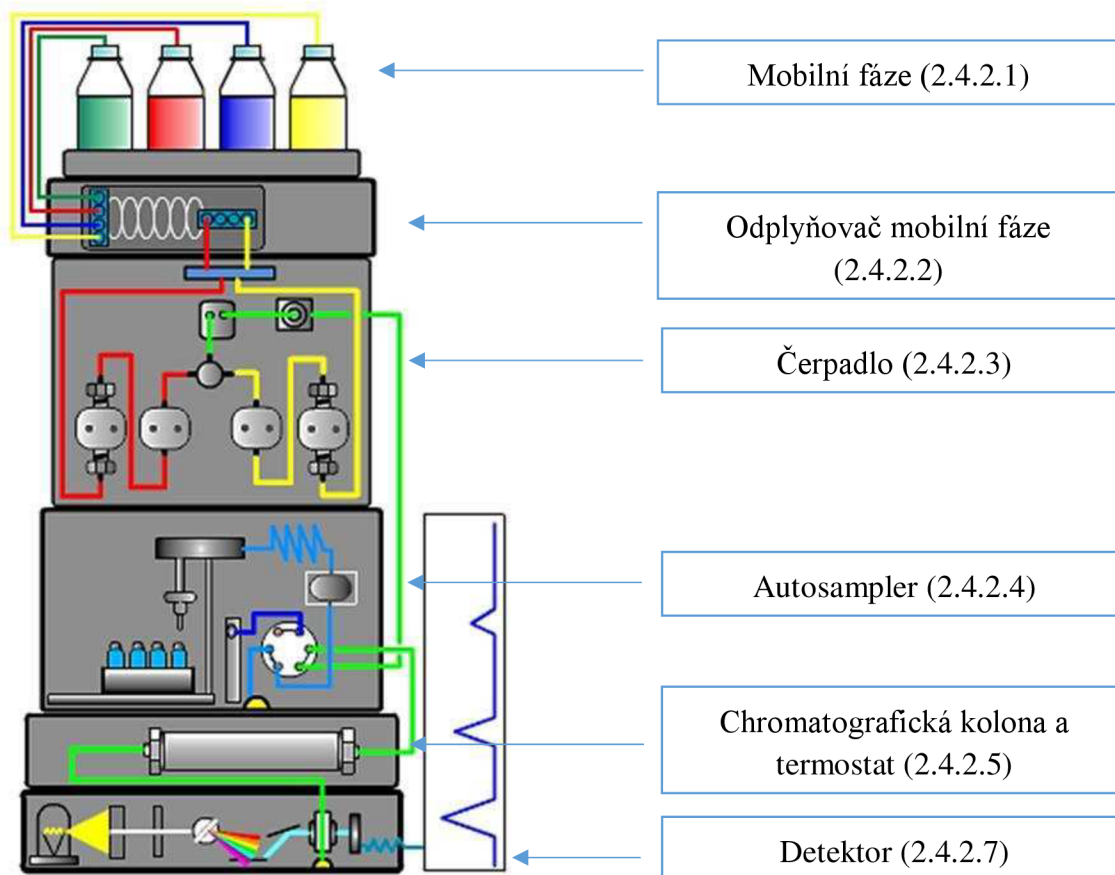 Mobilní fáze (2.4.2.1)
Odplyňovač mobilní fáze
(2.4.2.2)
Čerpadlo (2.4.2.3)
Autosampler (2.4.2.4)
Chromatografická kolona a
termostat (2.4.2.5)
Detektor (2.4.2.7)